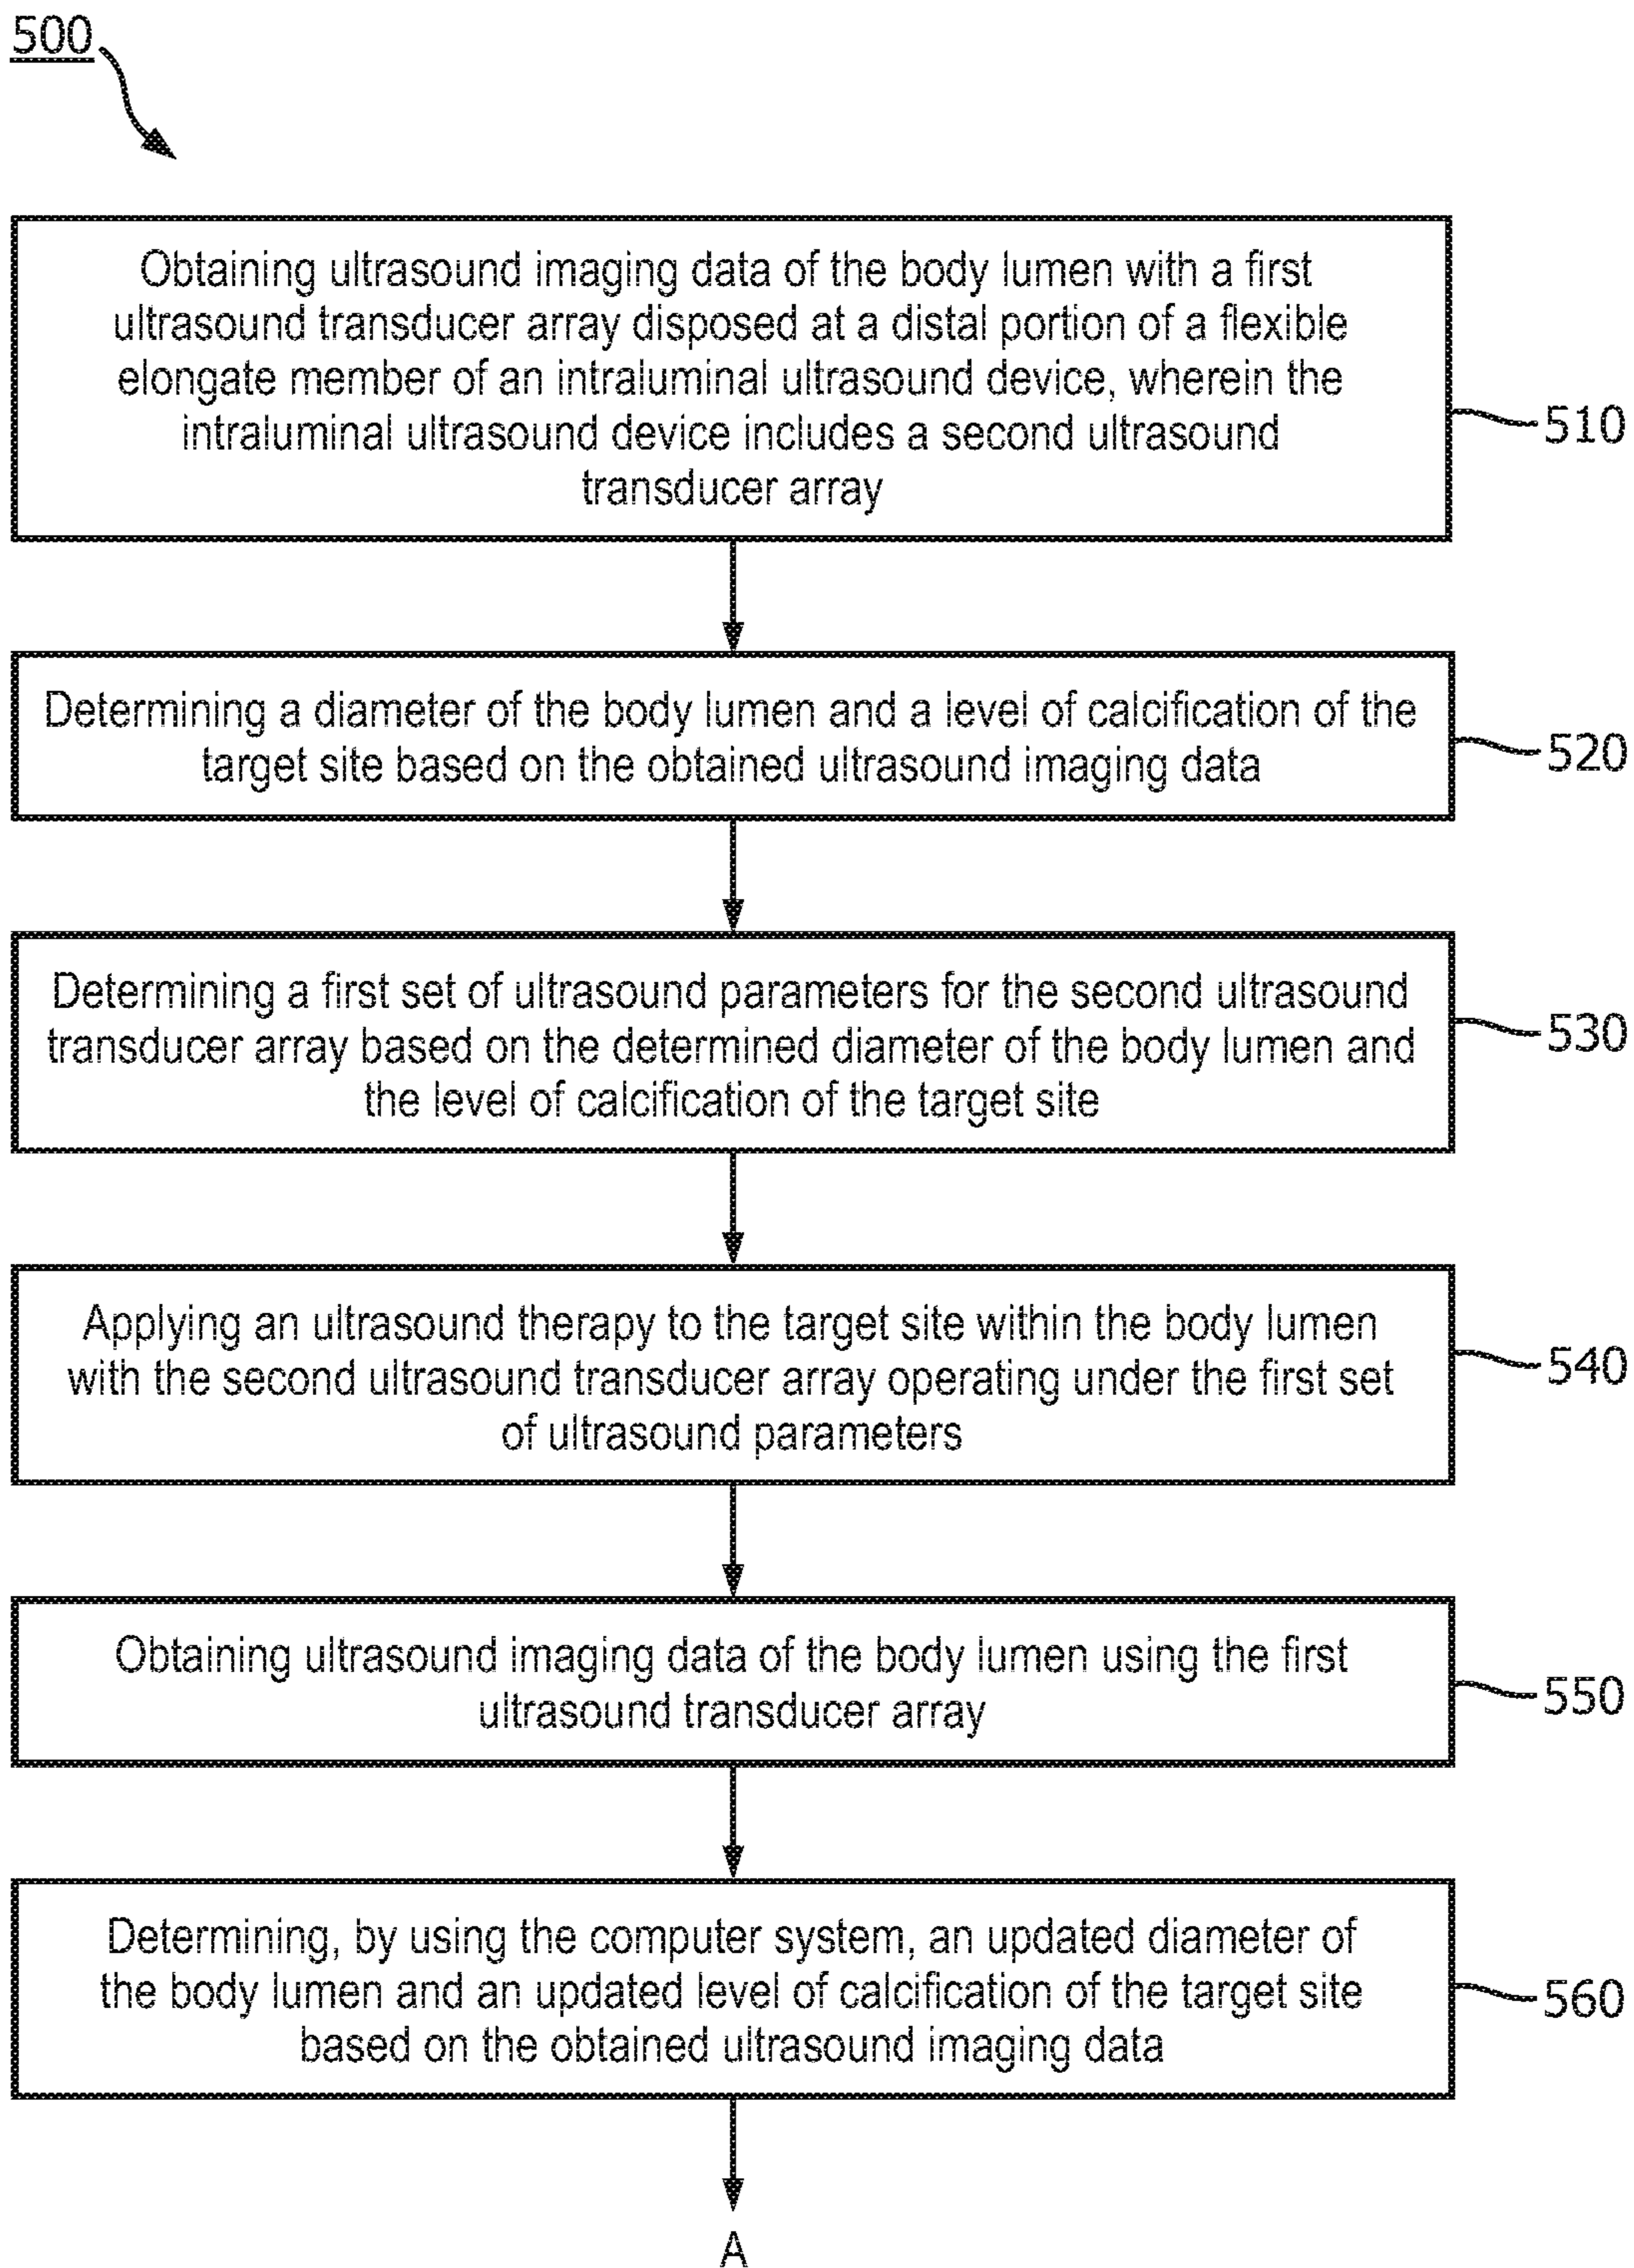 500
Obtaining ultrasound imaging data of the body lumen with a first
ultrasound transducer array disposed at a distal portion of a flexible
elongate member of an intraluminal ultrasound device, wherein the
intraluminal ultrasound device includes a second ultrasound
transducer array
510
Determining a diameter of the body lumen and a level of calcification of the
target site based on the obtained ultrasound imaging data
520
Determining a first set of ultrasound parameters for the second ultrasound
transducer array based on the determined diameter of the body lumen and
the level of calcification of the target site
530
Applying an ultrasound therapy to the target site within the body lumen
with the second ultrasound transducer array operating under the first set
of ultrasound parameters
540
Obtaining ultrasound imaging data of the body lumen using the first
ultrasound transducer array
550
Determining, by using the computer system, an updated diameter of
the body lumen and an updated level of calcification of the target site
based on the obtained ultrasound imaging data
560
A